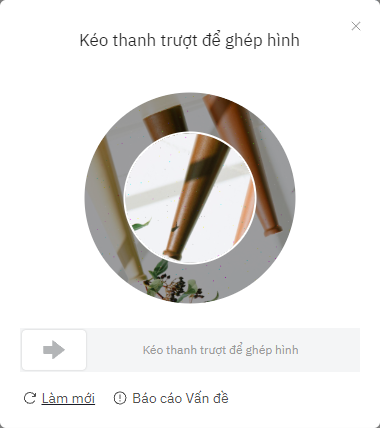 Kéo thanh trượt để ghép hình
Kéo thanh trượt để ghép hình
Làm mới Báo cáo Vấn đề